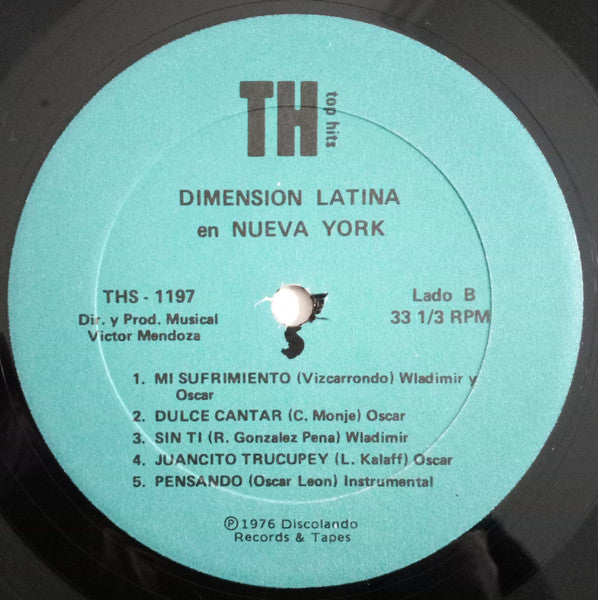 TH top hits
DIMENSION LATINA
en NUEVA YORK
THS - 1197
Dir. y Prod. Musical
Victor Mendoza
Lado B
33 1/3 RPM
1. MI SUFRIMIENTO (Vizcarrondo) Wladimir y
Oscar
2. DULCE CANTAR (C. Monje) Oscar
3. SIN TI (R. Gonzalez Pena) Wladimir
4. JUANCITO TRUCUPEY (L. Kalaff) Oscar
5. PENSANDO (Oscar Leon) Instrumental
Ⓟ1976 Discolando
Records & Tapes